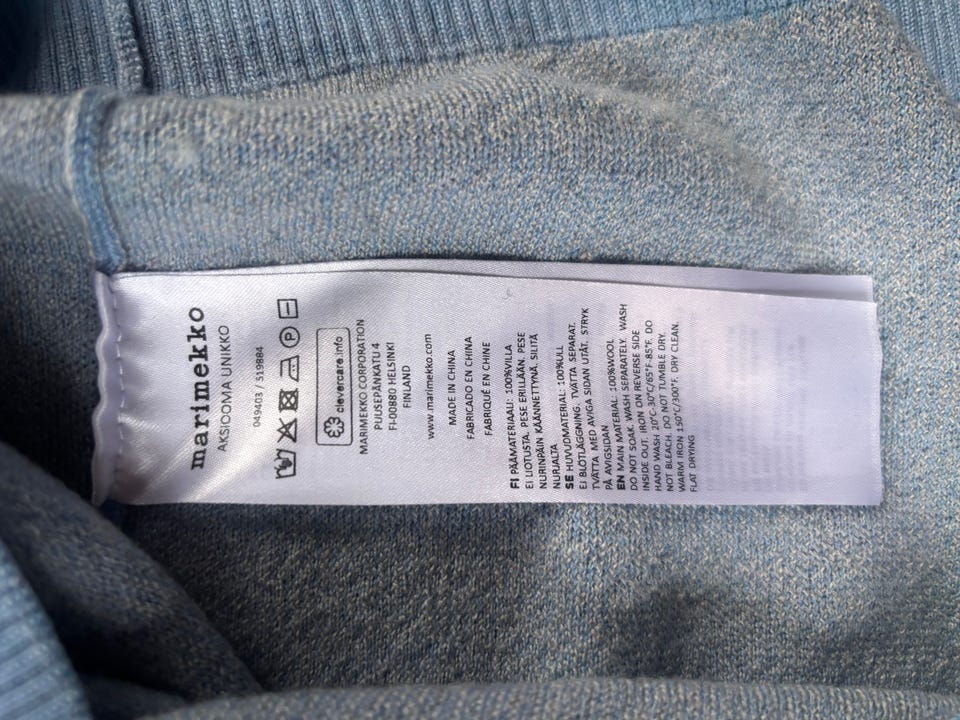 marimekko
AKSIOOMA UNIKKO
049403 / 519884
clevercare.info
MARIMEKKO CORPORATION
PUUSEPÄNKATU 4
FI-00880 HELSINKI
FINLAND
www.marimekko.com
MADE IN CHINA
FABRICADO EN CHINA
FABRIQUÉ EN CHINE
FI PÄÄMATERIAALI: 100%VILLA
EI LIOTUSTA. PESE ERILLÄÄN. PESE
NURINPÄIN KÄÄNNETTYNÄ. SILITÄ
NURJALTA
SE HUVUDMATERIAL: 100%ULL
EJ BLÖTLÄGGNING. TVÄTTA SEPARAT.
TVÄTTA MED AVIGA SIDAN UTÅT. STRYK
PÅ AVIGSIDAN
EN MAIN MATERIAL: 100%WOOL
DO NOT SOAK. WASH SEPARATELY. WASH
INSIDE OUT. IRON ON REVERSE SIDE
HAND WASH 20°C-30°C/65°F-85°F. DO
NOT BLEACH. DO NOT TUMBLE DRY.
WARM IRON 150°C/300°F. DRY CLEAN.
FLAT DRYING